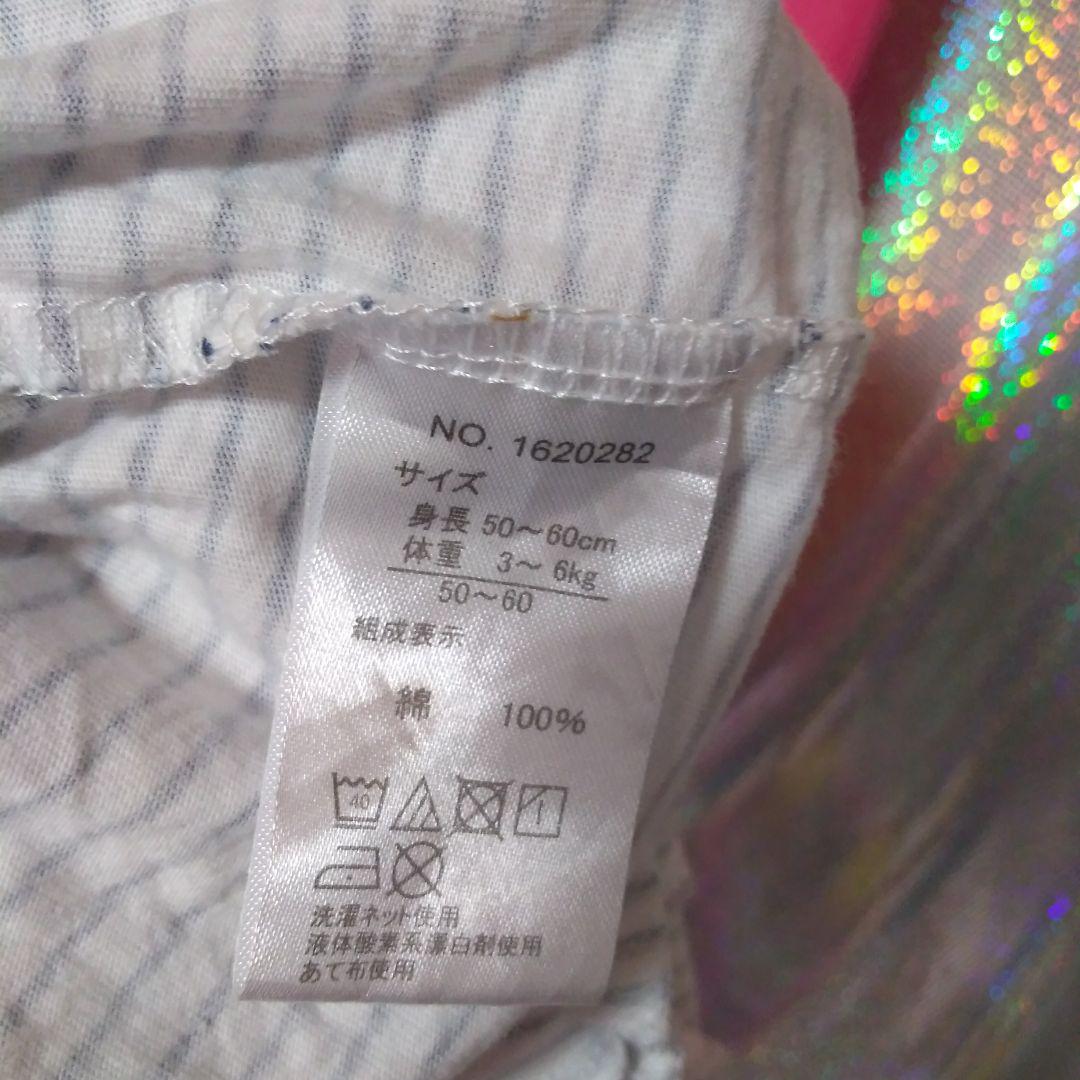 NO. 1620282
サイズ
身長 50～60cm
体重 3～ 6kg
50～60
組成表示
綿 100%
40
洗濯ネット使用
液体酸素系漂白剤使用
あて布使用